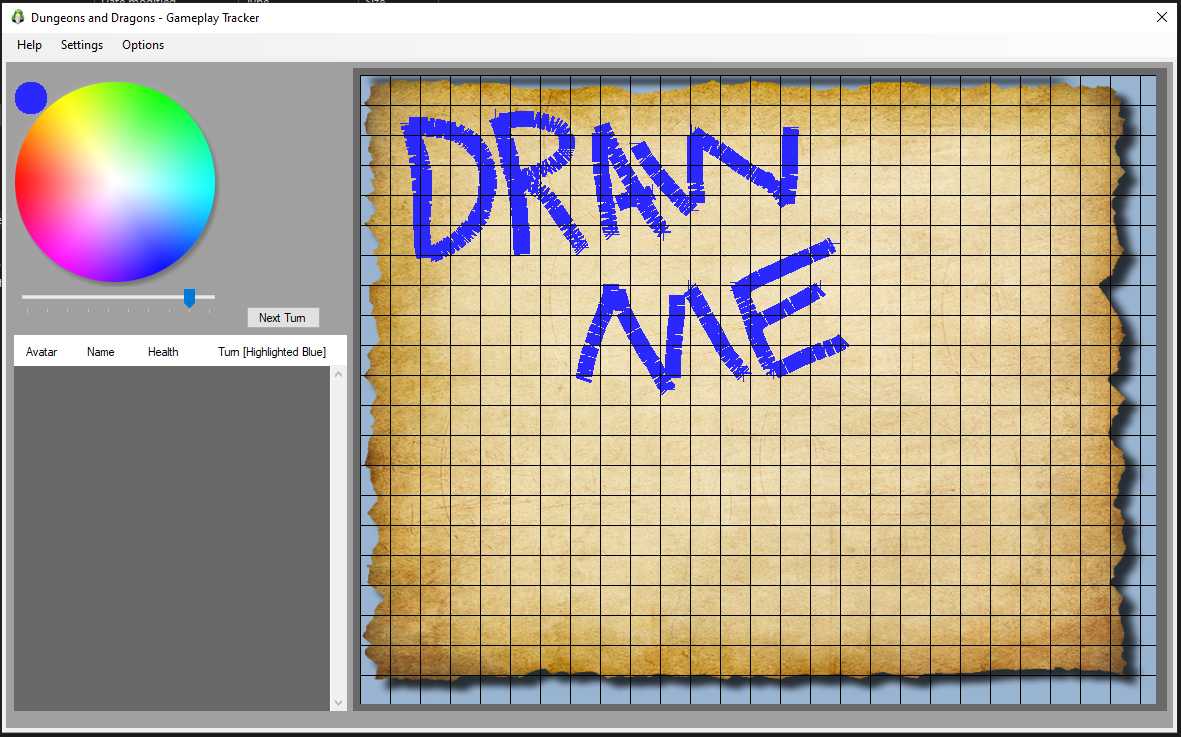 Dungeons and Dragons - Gameplay Tracker
Help Settings Options
DRAW
ME
Next Turn
Avatar Name Health Turn [Highlighted Blue]